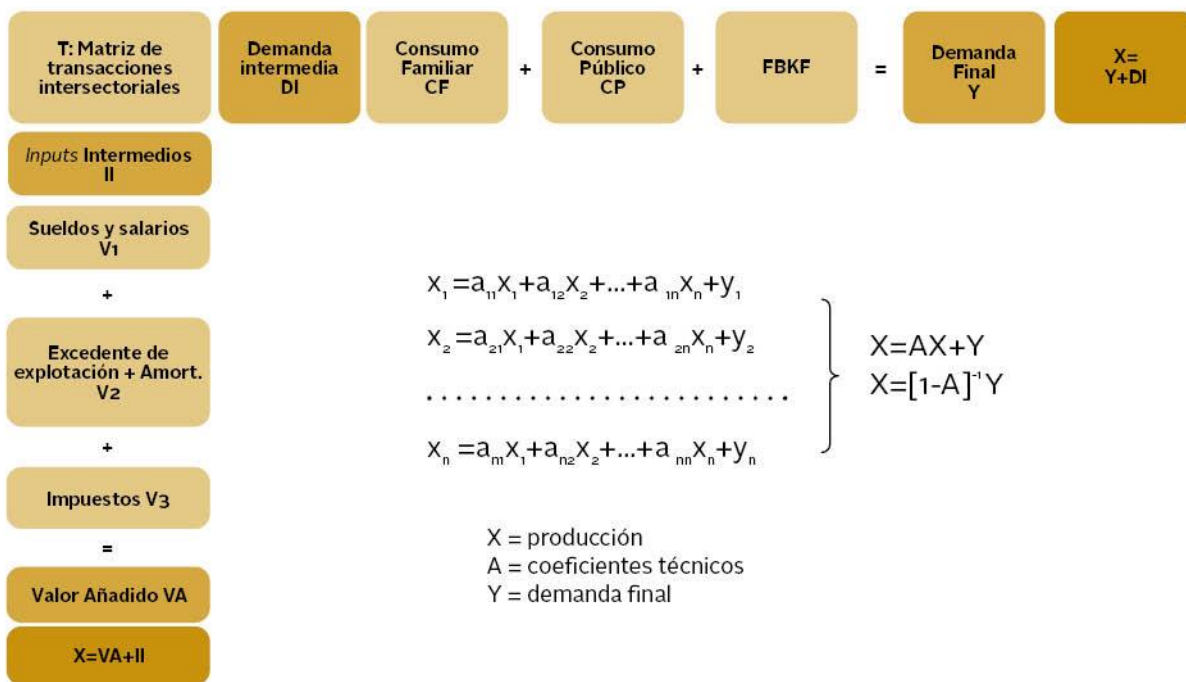 T: Matriz de
transacciones
intersectoriales
Demanda
intermedia
DI
Consumo
Familiar
CF
+
Consumo
Público
CP
+
FBKF
=
Demanda
Final
Y
X=
Y+DI
Inputs Intermedios
II
Sueldos y salarios
V1
+
Excedente de
explotación + Amort.
V2
+
Impuestos V3
=
Valor Añadido VA
X=VA+II
x₁ =a₁₁x₁+a₁₂x₂+...+a ₁ₙxₙ+y₁
x₂ =a₂₁x₁+a₂₂x₂+...+a ₂ₙxₙ+y₂
. . . . . . . . . . . . . . . . . . . . . . . . . .
xₙ =aₘx₁+aₙ₂x₂+...+a ₙₙxₙ+yₙ
X=AX+Y
X=[1-A]⁻¹Y
X = producción
A = coeficientes técnicos
Y = demanda final